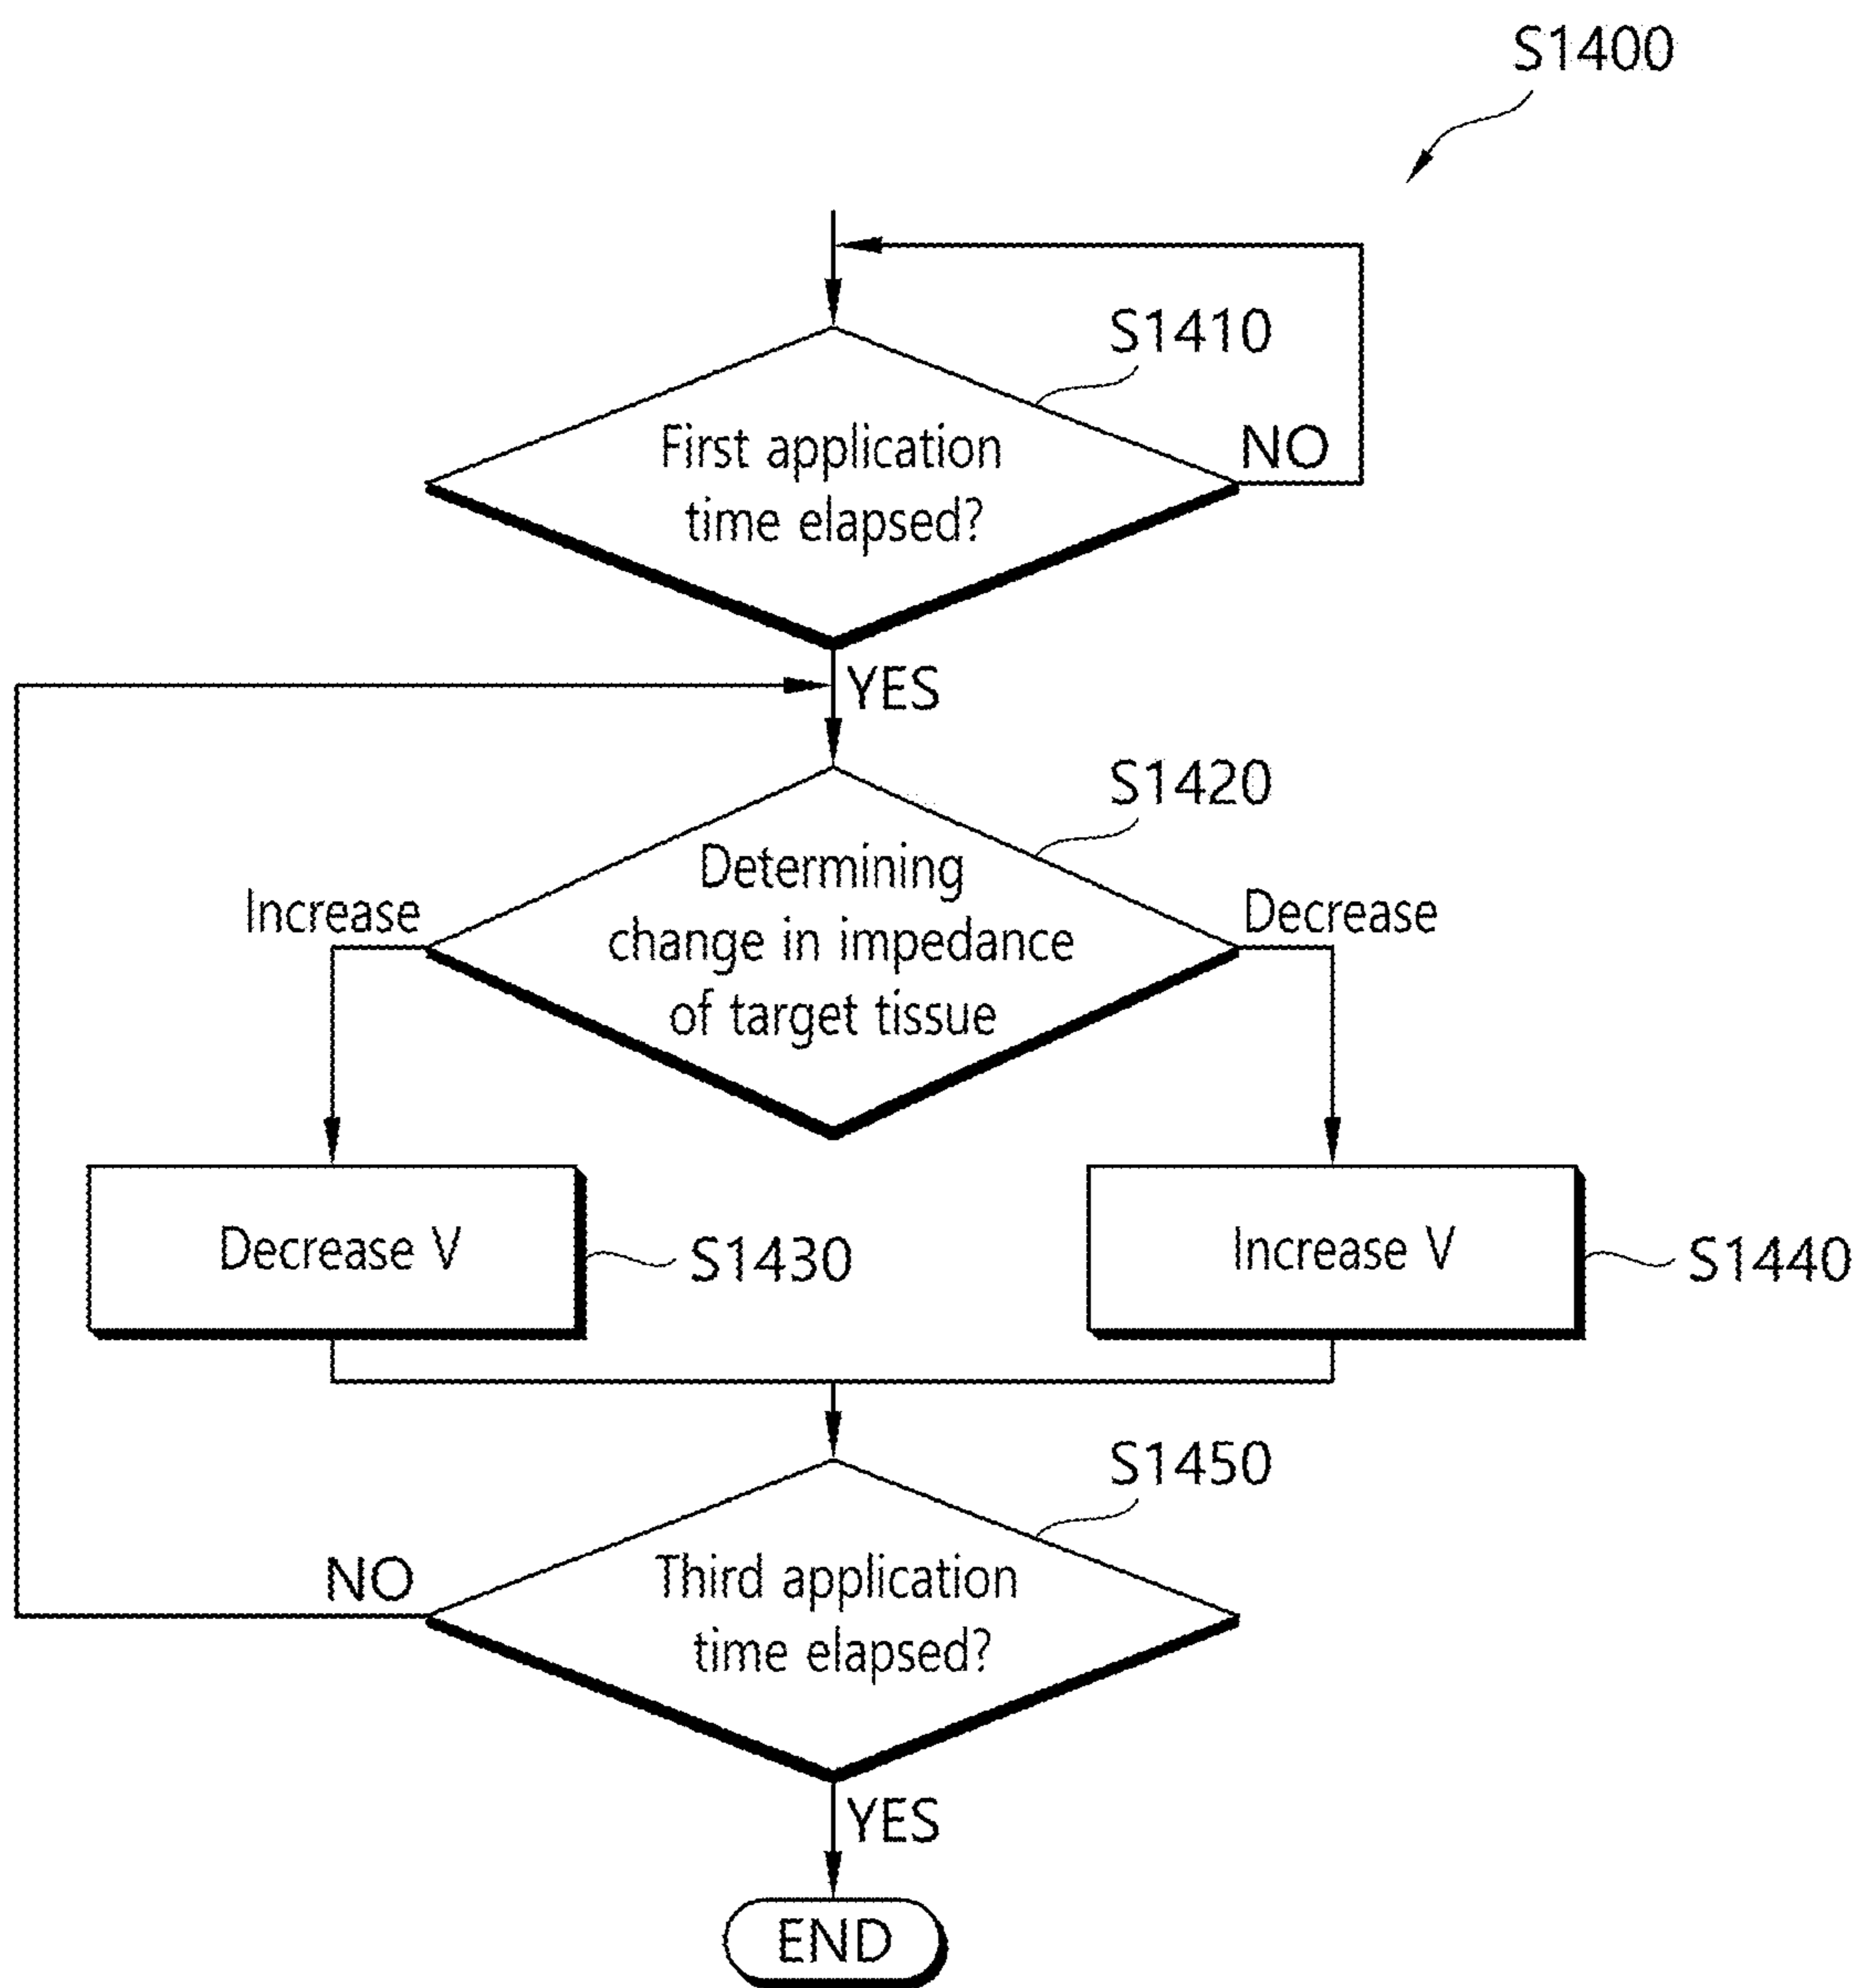 S1400
S1410
First application
time elapsed?
NO
YES
S1420
Determining
change in impedance
of target tissue
Increase
Decrease
Decrease V
S1430
Increase V
S1440
S1450
Third application
time elapsed?
NO
YES
END